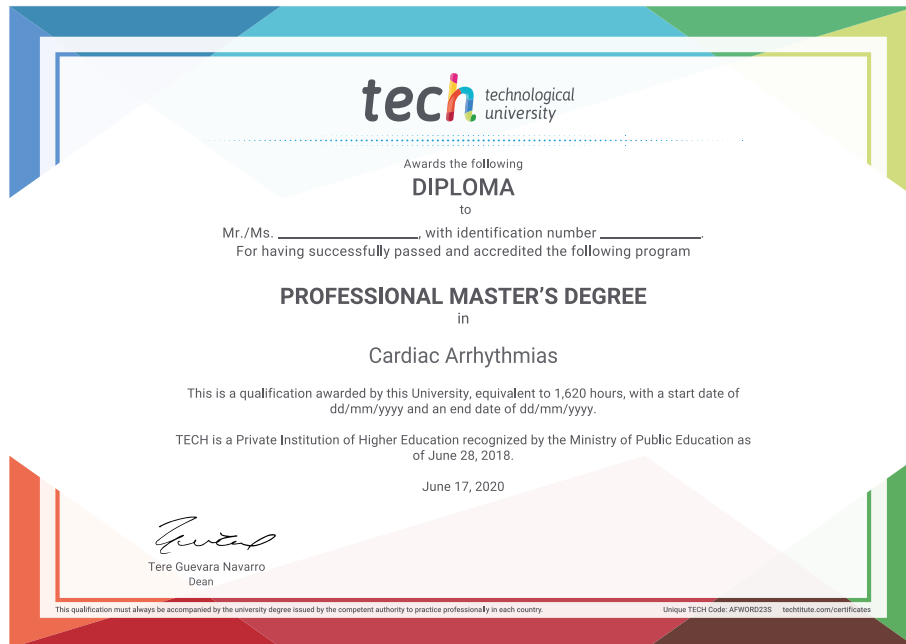 tech technological
university
Awards the following
DIPLOMA
to
Mr./Ms. ____________________, with identification number ______________.
For having successfully passed and accredited the following program
PROFESSIONAL MASTER'S DEGREE
in
Cardiac Arrhythmias
This is a qualification awarded by this University, equivalent to 1,620 hours, with a start date of
dd/mm/yyyy and an end date of dd/mm/yyyy.
TECH is a Private Institution of Higher Education recognized by the Ministry of Public Education as
of June 28, 2018.
June 17, 2020
Tere Guevara Navarro
Dean
This qualification must always be accompanied by the university degree issued by the competent authority to practice professionally in each country. Unique TECH Code: AFWORD23S techtitute.com/certificates